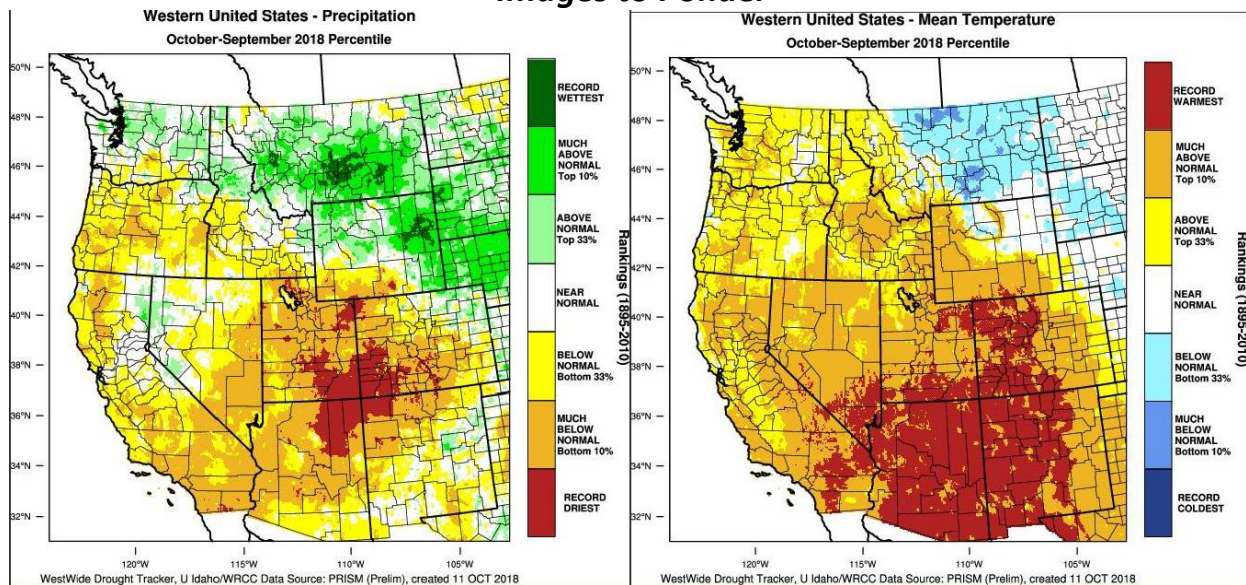 Western United States - Precipitation
October-September 2018 Percentile
50°N
48°N
46°N
44°N
42°N
40°N
38°N
36°N
34°N
32°N
120°W
115°W
110°W
105°W
RECORD
WETTEST
MUCH
ABOVE
NORMAL
Top 10%
ABOVE
NORMAL
Top 33%
NEAR
NORMAL
BELOW
NORMAL
Bottom 33%
MUCH
BELOW
NORMAL
Bottom 10%
RECORD
DRIEST
Rankings (1895-2010)
WestWide Drought Tracker, U Idaho/WRCC Data Source: PRISM (Prelim), created 11 OCT 2018
Western United States - Mean Temperature
October-September 2018 Percentile
50°N
48°N
46°N
44°N
42°N
40°N
38°N
36°N
34°N
32°N
120°W
115°W
110°W
105°W
RECORD
WARMEST
MUCH
ABOVE
NORMAL
Top 10%
ABOVE
NORMAL
Top 33%
NEAR
NORMAL
BELOW
NORMAL
Bottom 33%
MUCH
BELOW
NORMAL
Bottom 10%
RECORD
COLDEST
Rankings (1895-2010)
WestWide Drought Tracker, U Idaho/WRCC Data Source: PRISM (Prelim), created 11 OCT 2018